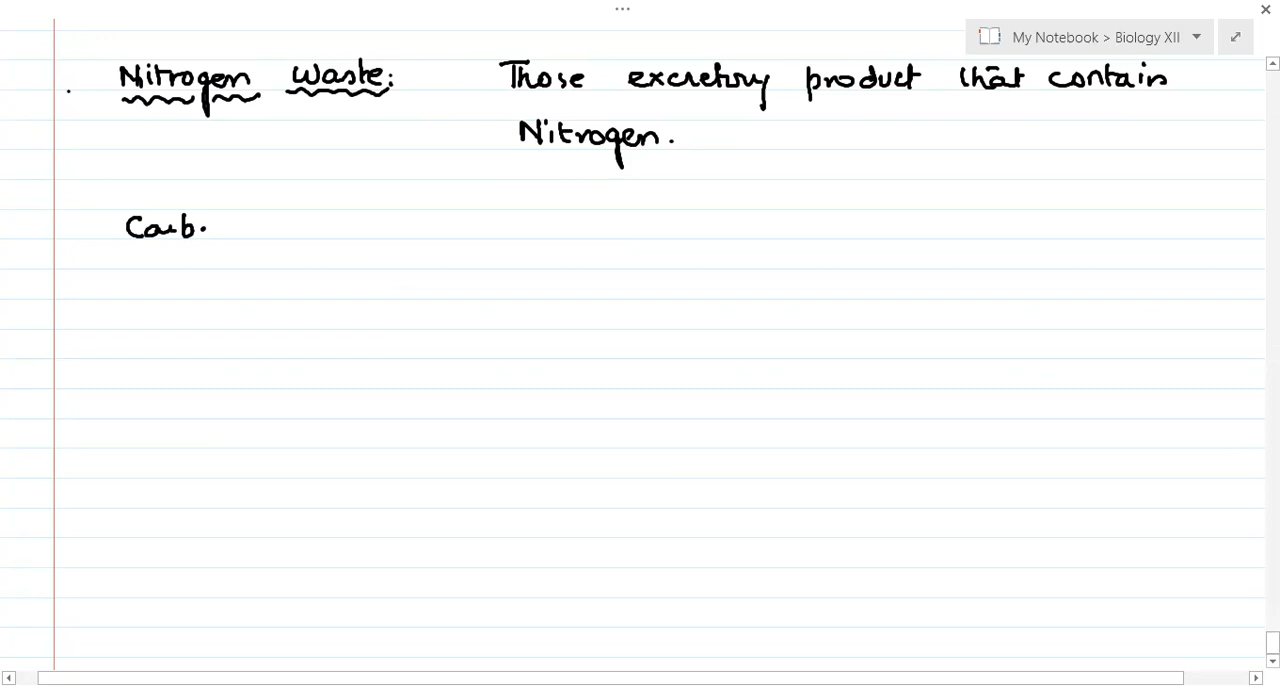 ...
My Notebook > Biology XII
Nitrogen Waste: Those excretory product that contain
Nitrogen.
Carb.